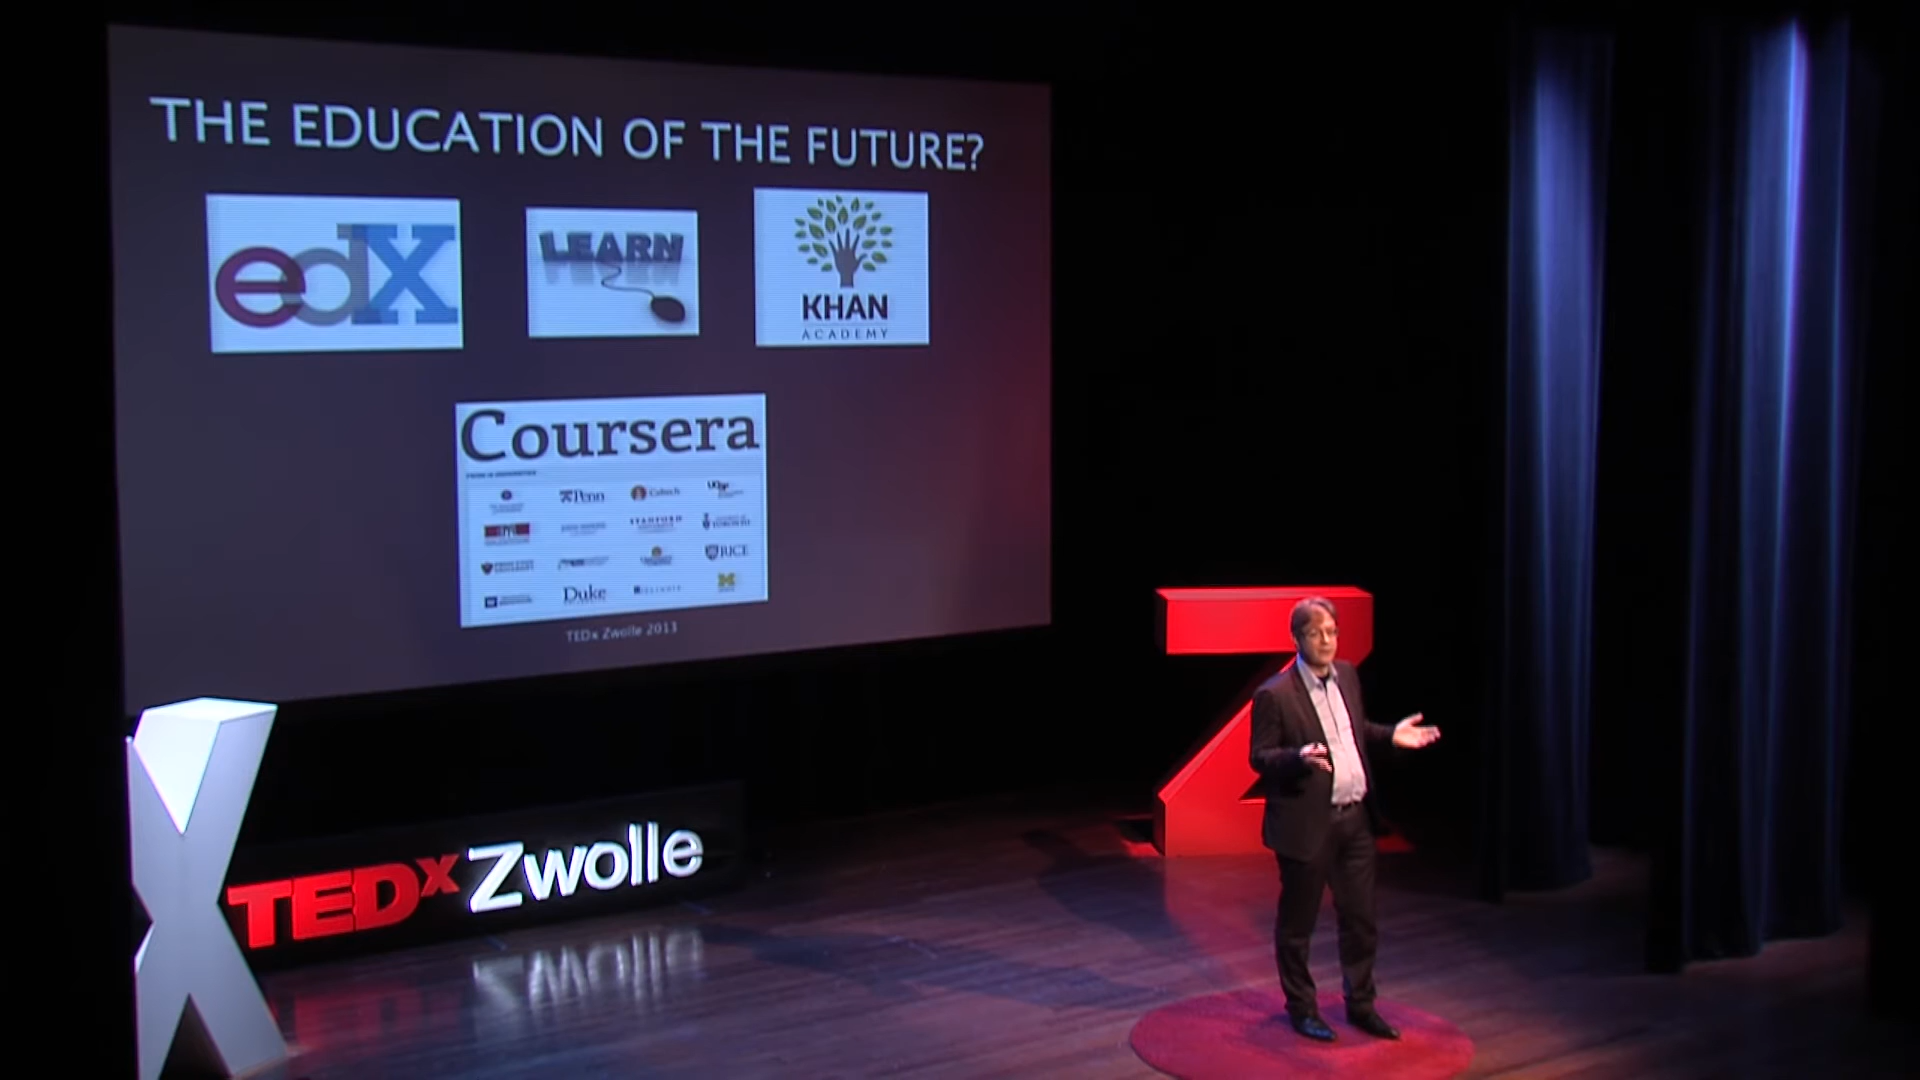 THE EDUCATION OF THE FUTURE?
edX
LEARN
KHAN
ACADEMY
Coursera
Penn
Caltech
STANFORD
RICE
Duke
TEDx Zwolle 2013
X
TEDx Zwolle
Z